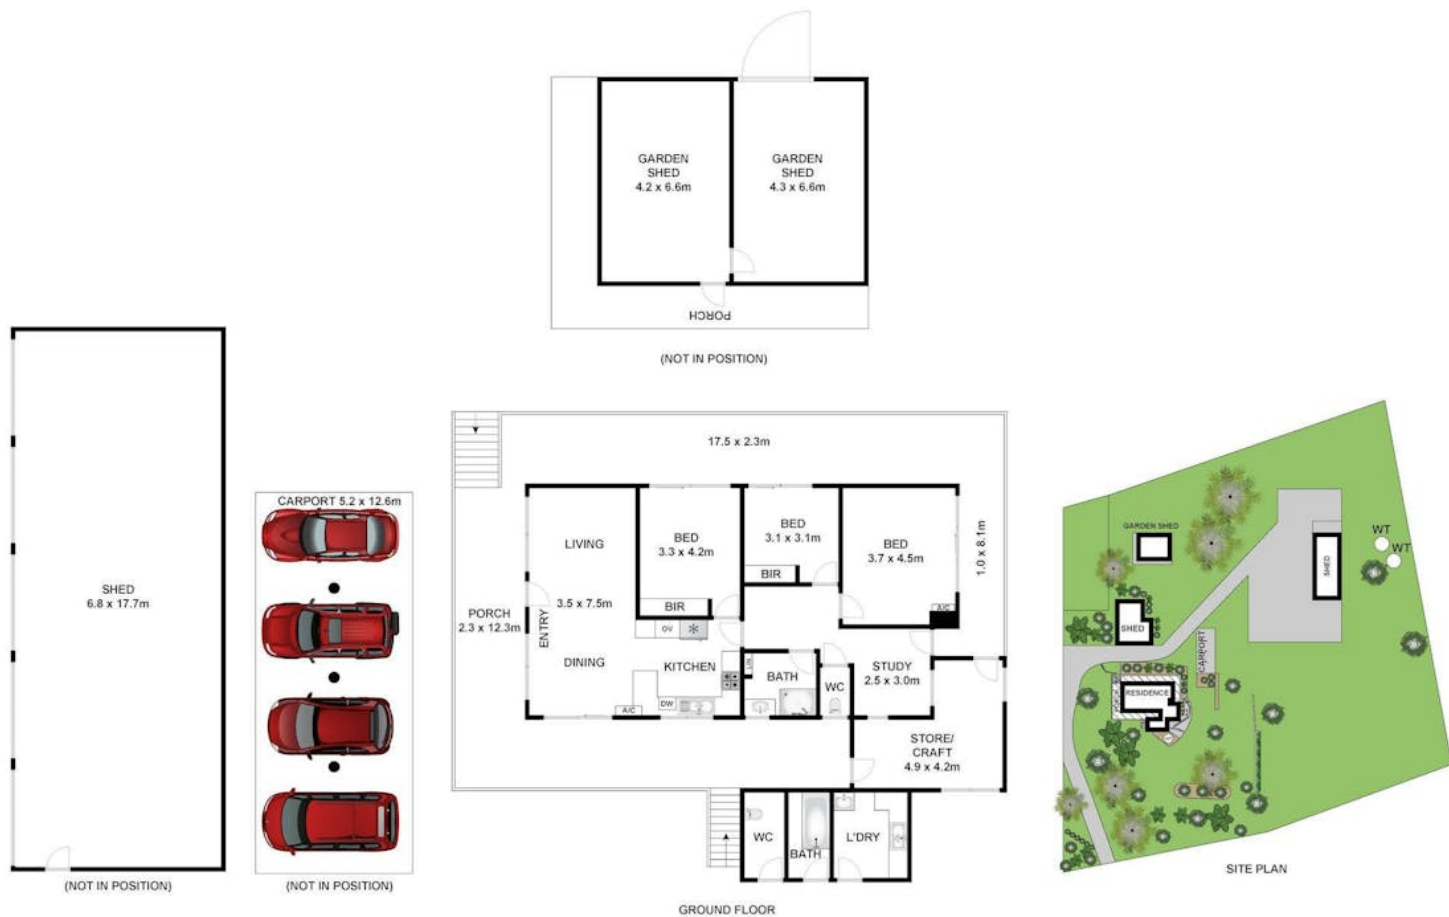 GARDEN
SHED
4.2 x 6.6m
GARDEN
SHED
4.3 x 6.6m
PORCH
(NOT IN POSITION)
SHED
6.8 x 17.7m
(NOT IN POSITION)
CARPORT 5.2 x 12.6m
(NOT IN POSITION)
17.5 x 2.3m
LIVING
3.5 x 7.5m
DINING
ENTRY
PORCH
2.3 x 12.3m
BED
3.3 x 4.2m
BIR
BED
3.1 x 3.1m
BIR
BED
3.7 x 4.5m
A/C
1.0 x 8.1m
OV
KITCHEN
DW
A/C
LIN
BATH
WC
STUDY
2.5 x 3.0m
STORE/
CRAFT
4.9 x 4.2m
WC
BATH
L'DRY
GROUND FLOOR
GARDEN SHED
SHED
SHED
WT
WT
CARPORT
RESIDENCE
PORCH
SITE PLAN